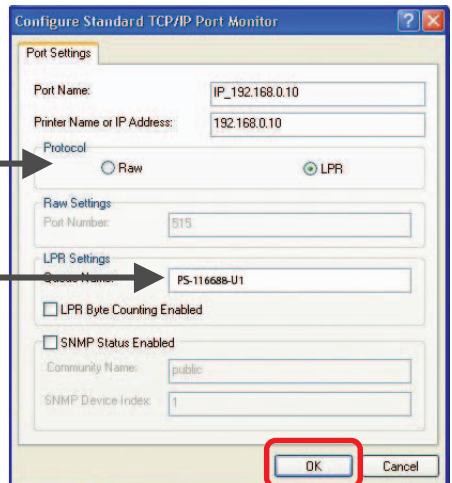 Configure Standard TCP/IP Port Monitor
Port Settings
Port Name: IP_192.168.0.10
Printer Name or IP Address: 192.168.0.10
Protocol
Raw LPR
Raw Settings
Port Number: 515
LPR Settings
Queue Name: PS-116688-U1
LPR Byte Counting Enabled
SNMP Status Enabled
Community Name: public
SNMP Device Index: 1
OK Cancel